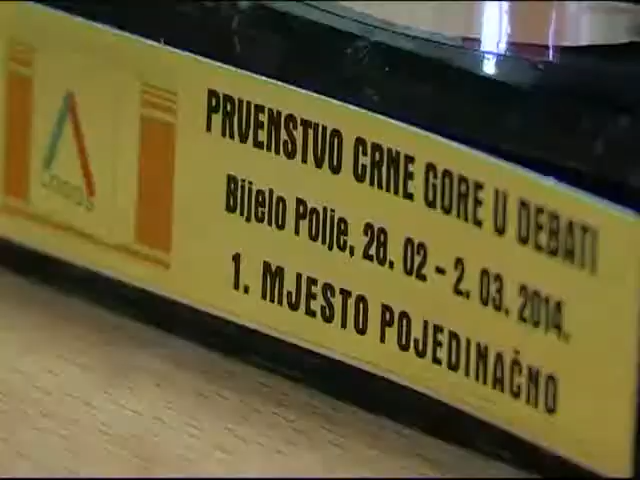 PRVENSTVO CRNE GORE U DEBATI
Bijelo Polje, 28. 02 - 2. 03. 2014.
1. MJESTO POJEDINAČNO